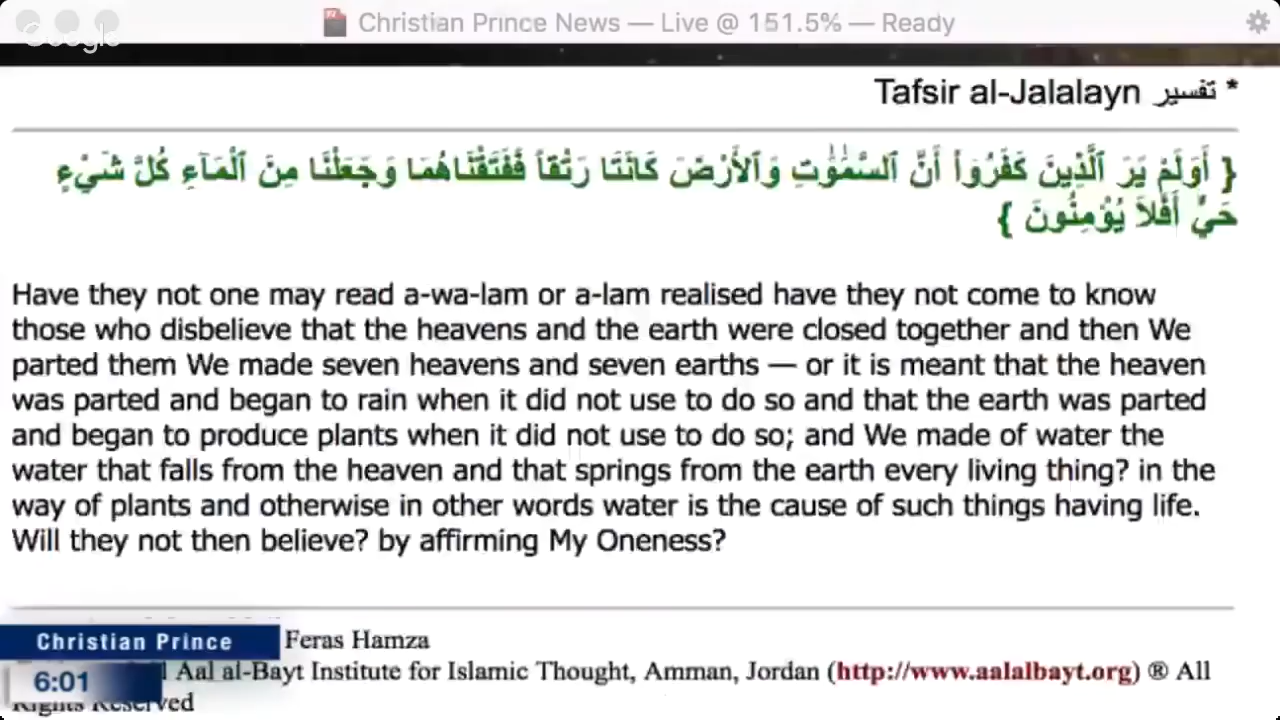 Christian Prince News — Live @ 151.5% — Ready
Google
Tafsir al-Jalalayn تفسير *
{ أَوَلَمْ يَرَ ٱلَّذِينَ كَفَرُوۤاْ أَنَّ ٱلسَّمَٰوَٰتِ وَٱلأَرْضَ كَانَتَا رَتْقاً فَفَتَقْنَاهُمَا وَجَعَلْنَا مِنَ ٱلْمَآءِ كُلَّ شَيْءٍ
حَيٍّ أَفَلاَ يُؤْمِنُونَ }
Have they not one may read a-wa-lam or a-lam realised have they not come to know
those who disbelieve that the heavens and the earth were closed together and then We
parted them We made seven heavens and seven earths — or it is meant that the heaven
was parted and began to rain when it did not use to do so and that the earth was parted
and began to produce plants when it did not use to do so; and We made of water the
water that falls from the heaven and that springs from the earth every living thing? in the
way of plants and otherwise in other words water is the cause of such things having life.
Will they not then believe? by affirming My Oneness?
Christian Prince Feras Hamza
6:01 Aal al-Bayt Institute for Islamic Thought, Amman, Jordan (http://www.aalalbayt.org) ® All
Rights Reserved